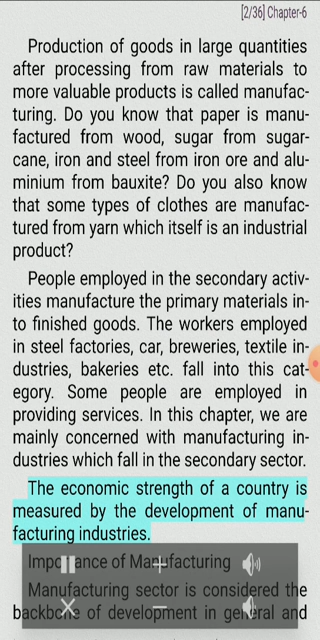 [2/36] Chapter-6
Production of goods in large quantities
after processing from raw materials to
more valuable products is called manufac-
turing. Do you know that paper is manu-
factured from wood, sugar from sugar-
cane, iron and steel from iron ore and alu-
minium from bauxite? Do you also know
that some types of clothes are manufac-
tured from yarn which itself is an industrial
product?
People employed in the secondary activ-
ities manufacture the primary materials in-
to finished goods. The workers employed
in steel factories, car, breweries, textile in-
dustries, bakeries etc. fall into this cat-
egory. Some people are employed in
providing services. In this chapter, we are
mainly concerned with manufacturing in-
dustries which fall in the secondary sector.
The economic strength of a country is
measured by the development of manu-
facturing industries.
Importance of Manufacturing
Manufacturing sector is considered the
backbone of development in general and